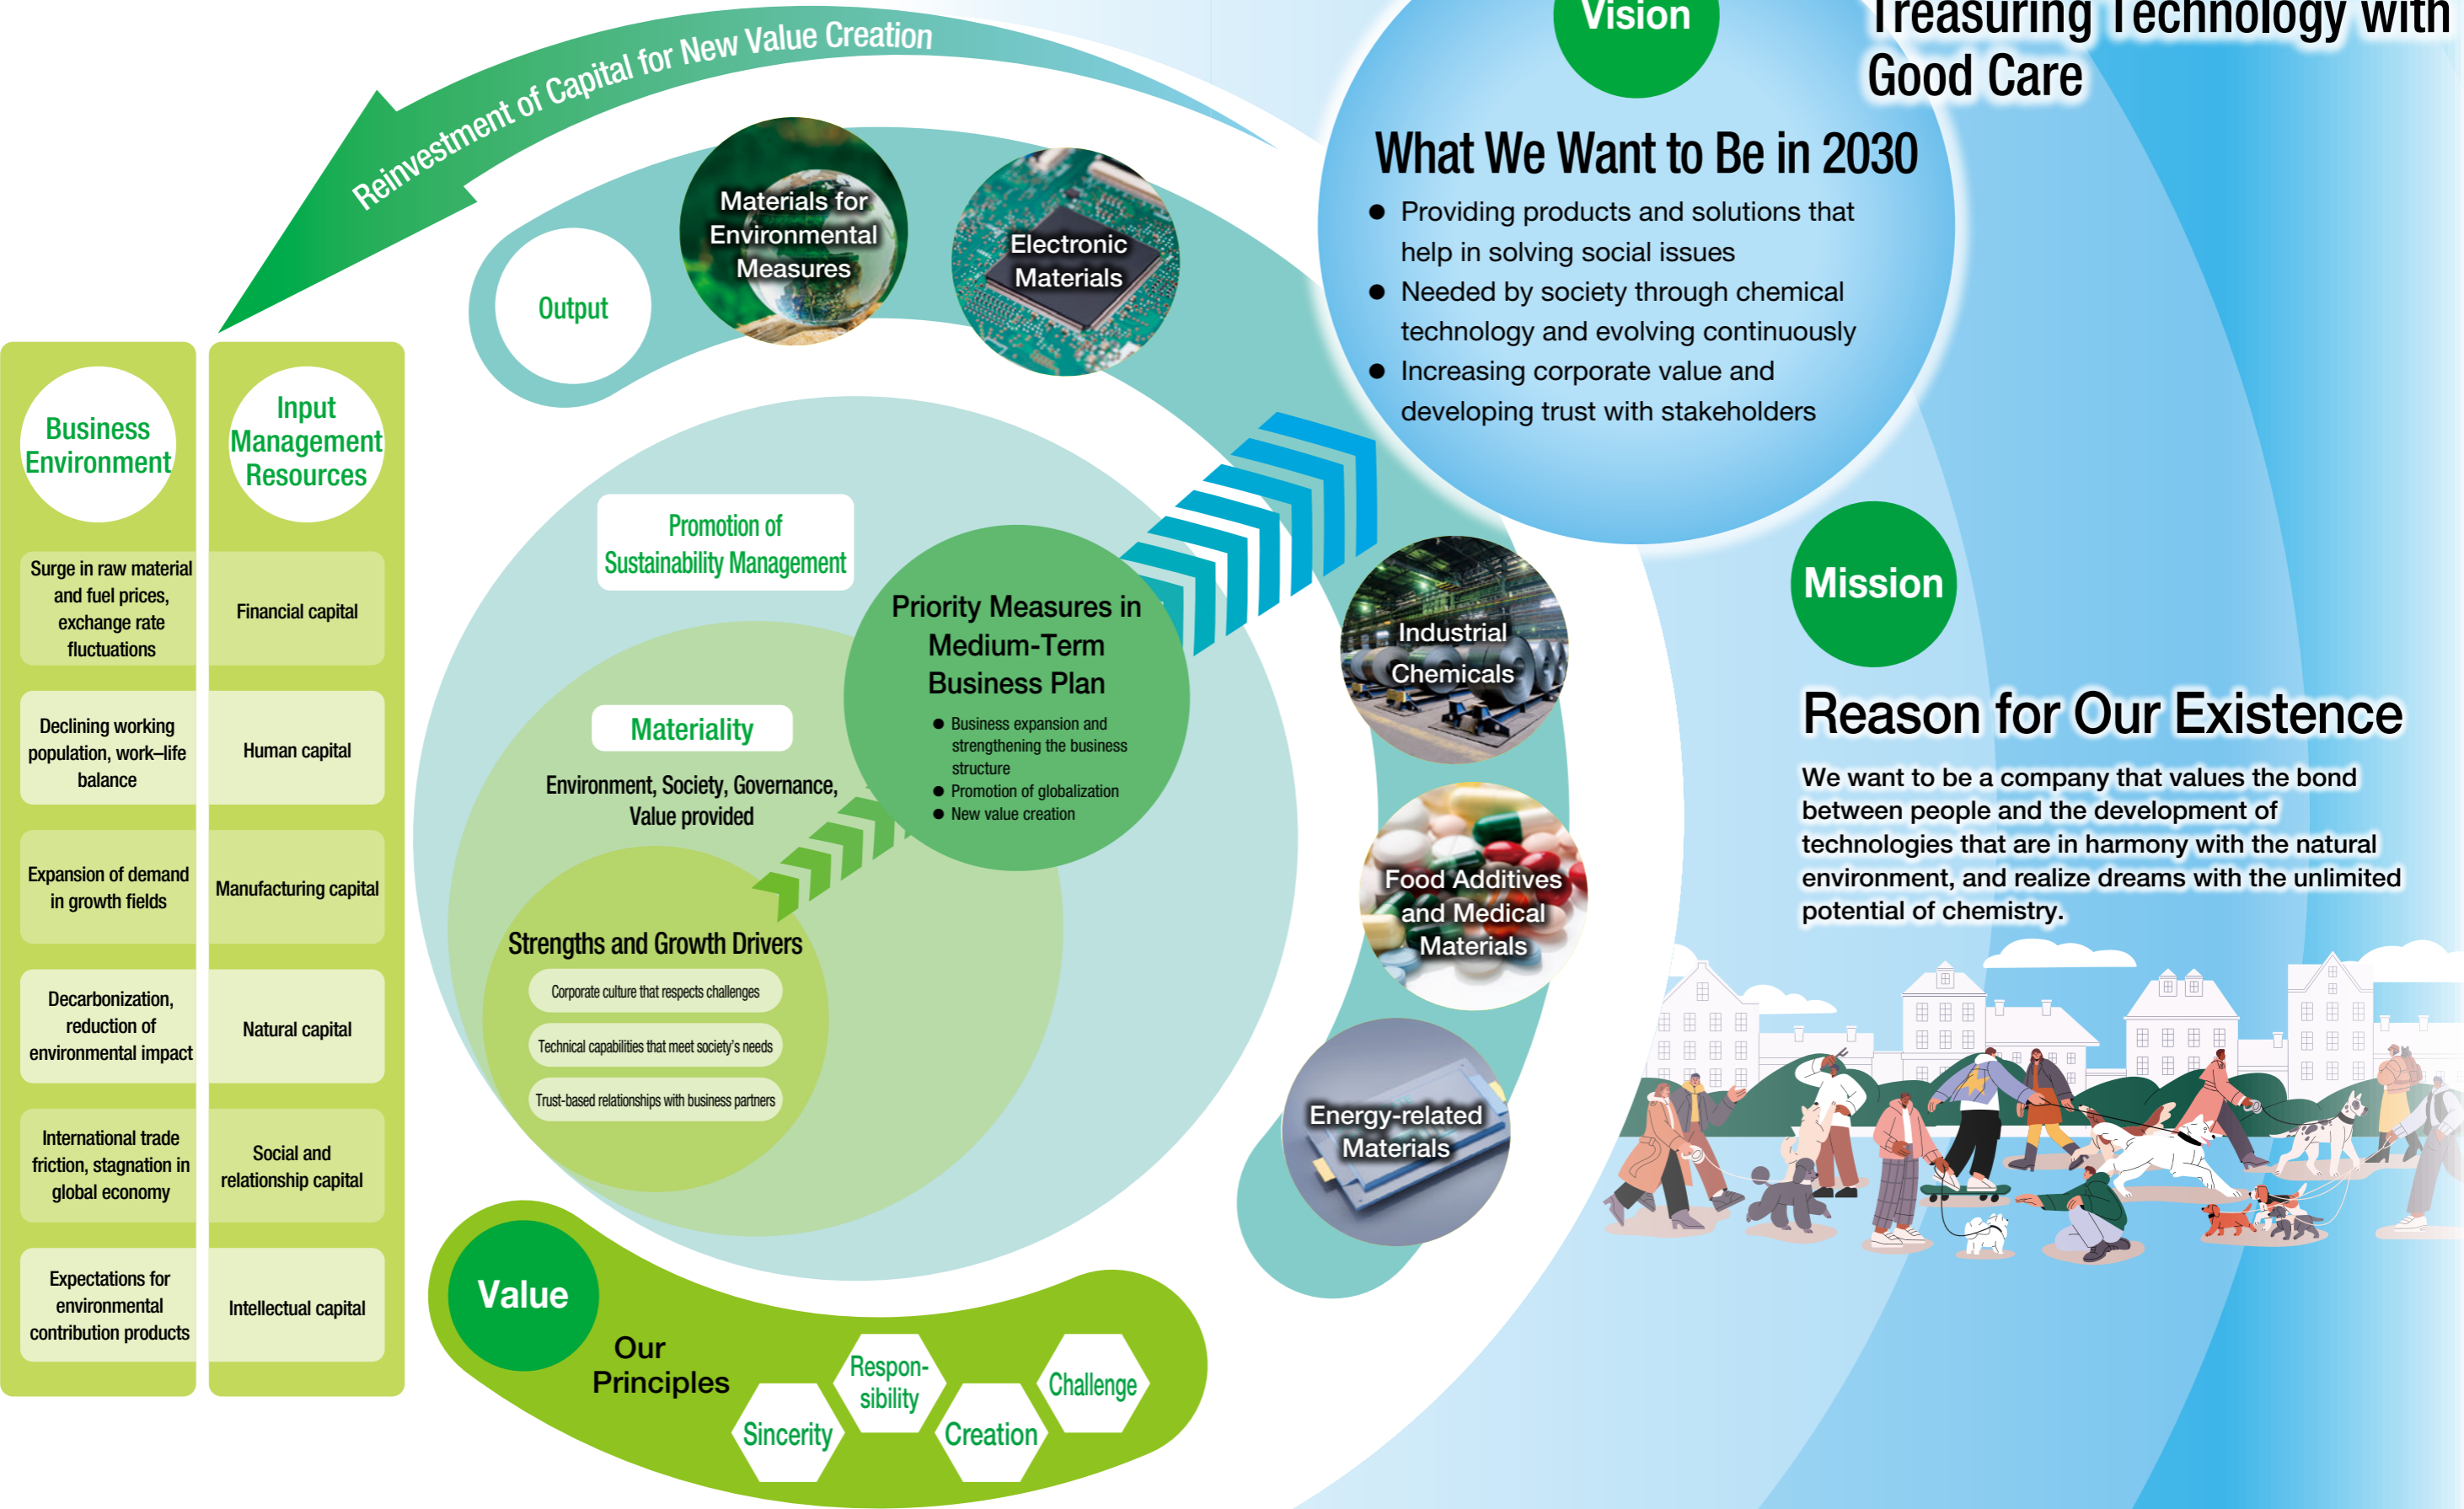 Reinvestment of Capital for New Value Creation
Vision
Treasuring Technology with
Good Care
What We Want to Be in 2030
● Providing products and solutions that
help in solving social issues
● Needed by society through chemical
technology and evolving continuously
● Increasing corporate value and
developing trust with stakeholders
Output
Materials for
Environmental
Measures
Electronic
Materials
Industrial
Chemicals
Food Additives
and Medical
Materials
Energy-related
Materials
Business
Environment
Surge in raw material
and fuel prices,
exchange rate
fluctuations
Declining working
population, work–life
balance
Expansion of demand
in growth fields
Decarbonization,
reduction of
environmental impact
International trade
friction, stagnation in
global economy
Expectations for
environmental
contribution products
Input
Management
Resources
Financial capital
Human capital
Manufacturing capital
Natural capital
Social and
relationship capital
Intellectual capital
Promotion of
Sustainability Management
Materiality
Environment, Society, Governance,
Value provided
Strengths and Growth Drivers
Corporate culture that respects challenges
Technical capabilities that meet society's needs
Trust-based relationships with business partners
Priority Measures in
Medium-Term
Business Plan
● Business expansion and
strengthening the business
structure
● Promotion of globalization
● New value creation
Mission
Reason for Our Existence
We want to be a company that values the bond
between people and the development of
technologies that are in harmony with the natural
environment, and realize dreams with the unlimited
potential of chemistry.
Value
Our
Principles
Sincerity
Respon-
sibility
Creation
Challenge